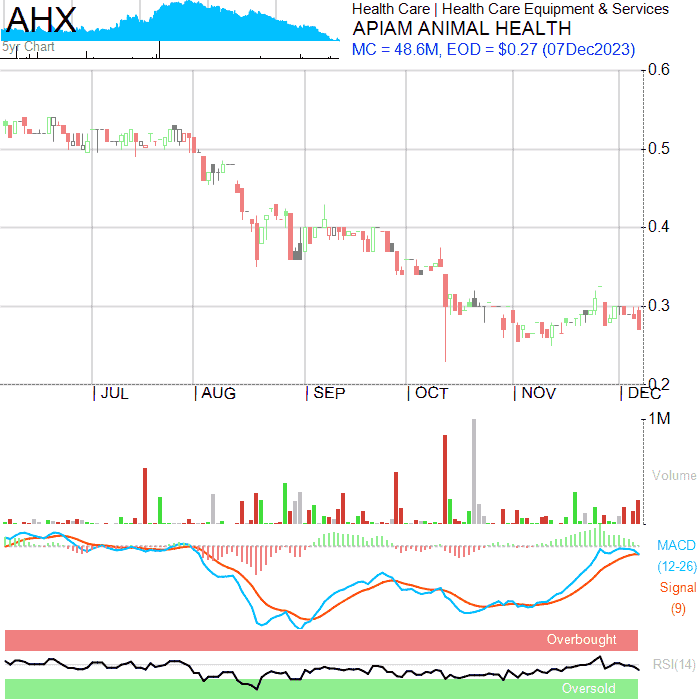 AHX
5yr Chart
Health Care | Health Care Equipment & Services
APIAM ANIMAL HEALTH
MC = 48.6M, EOD = $0.27 (07Dec2023)
0.6
0.5
0.4
0.3
0.2
JUL
AUG
SEP
OCT
NOV
DEC
1M
Volume
MACD
(12-26)
Signal
(9)
Overbought
RSI(14)
Oversold